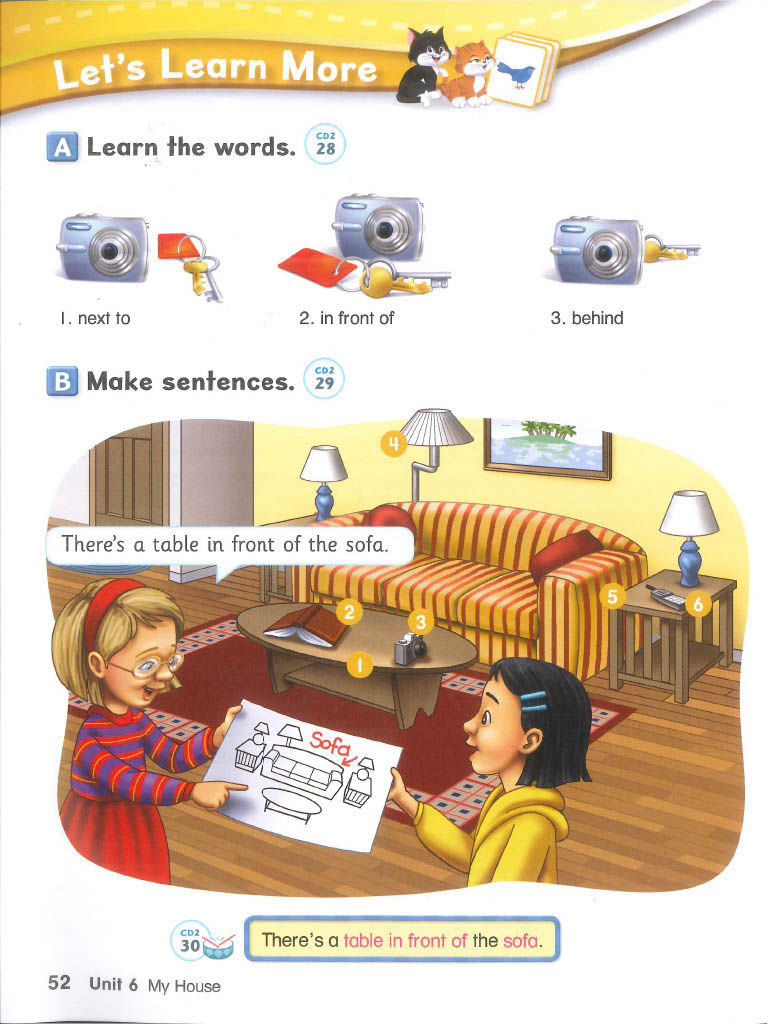 Let's Learn More
A Learn the words. CD2 28
1. next to
2. in front of
3. behind
B Make sentences. CD2 29
4
There's a table in front of the sofa.
2
3
5
6
1
Sofa
CD2 30
There's a table in front of the sofa.
52 Unit 6 My House